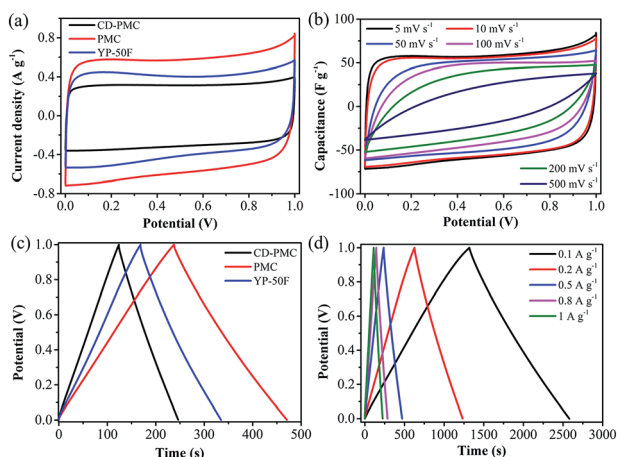 (a)
CD-PMC
PMC
YP-50F
Current density (A g⁻¹)
0.8
0.4
0.0
-0.4
-0.8
0.0 0.2 0.4 0.6 0.8 1.0
Potential (V)
(b)
5 mV s⁻¹ 10 mV s⁻¹
50 mV s⁻¹ 100 mV s⁻¹
200 mV s⁻¹
500 mV s⁻¹
Capacitance (F g⁻¹)
100
50
0
-50
-100
0.0 0.2 0.4 0.6 0.8 1.0
Potential (V)
(c)
CD-PMC
PMC
YP-50F
Potential (V)
1.0
0.8
0.6
0.4
0.2
0.0
0 100 200 300 400 500
Time (s)
(d)
0.1 A g⁻¹
0.2 A g⁻¹
0.5 A g⁻¹
0.8 A g⁻¹
1 A g⁻¹
Potential (V)
1.0
0.8
0.6
0.4
0.2
0.0
0 500 1000 1500 2000 2500 3000
Time (s)